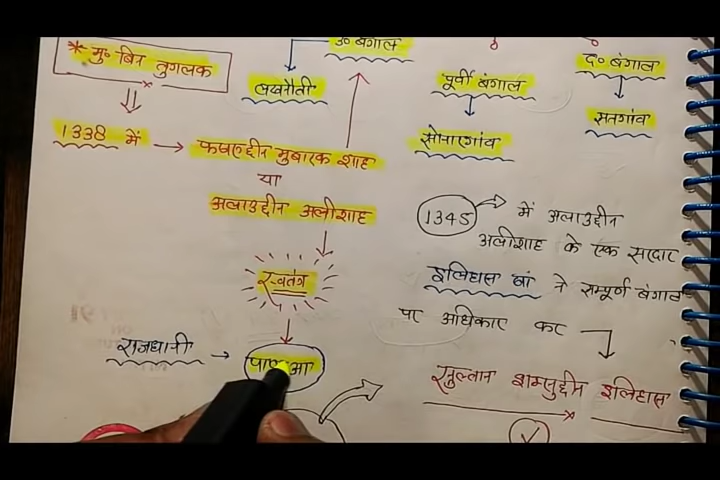 उ० बंगाल
* मु० बिन तुगलक
लखनौती
पूर्वी बंगाल
द० बंगाल
सोनारगांव
सतगांव
1338 में → फखरुद्दीन मुबारक शाह
या
अलाउद्दीन अलीशाह
स्वतंत्र
राजधानी →
1345 में अलाउद्दीन
अलीशाह के एक सरदार
इलियास खां ने सम्पूर्ण बंगाल
पर अधिकार कर
सुल्तान शम्सुद्दीन इलियास